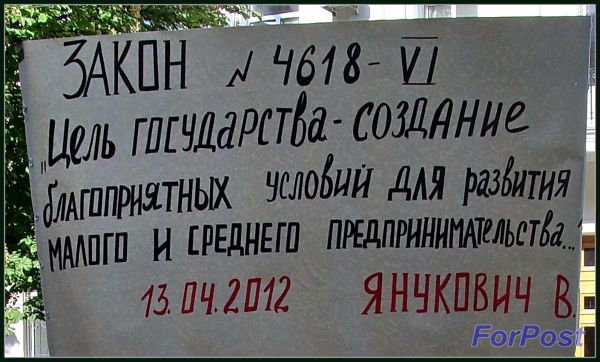 ЗАКОН № 4618-VI
„Цель государства - создание
благоприятных условий для развития
малого и среднего предпринимательства..."
13.04.2012 ЯНУКОВИЧ В.
ForPost